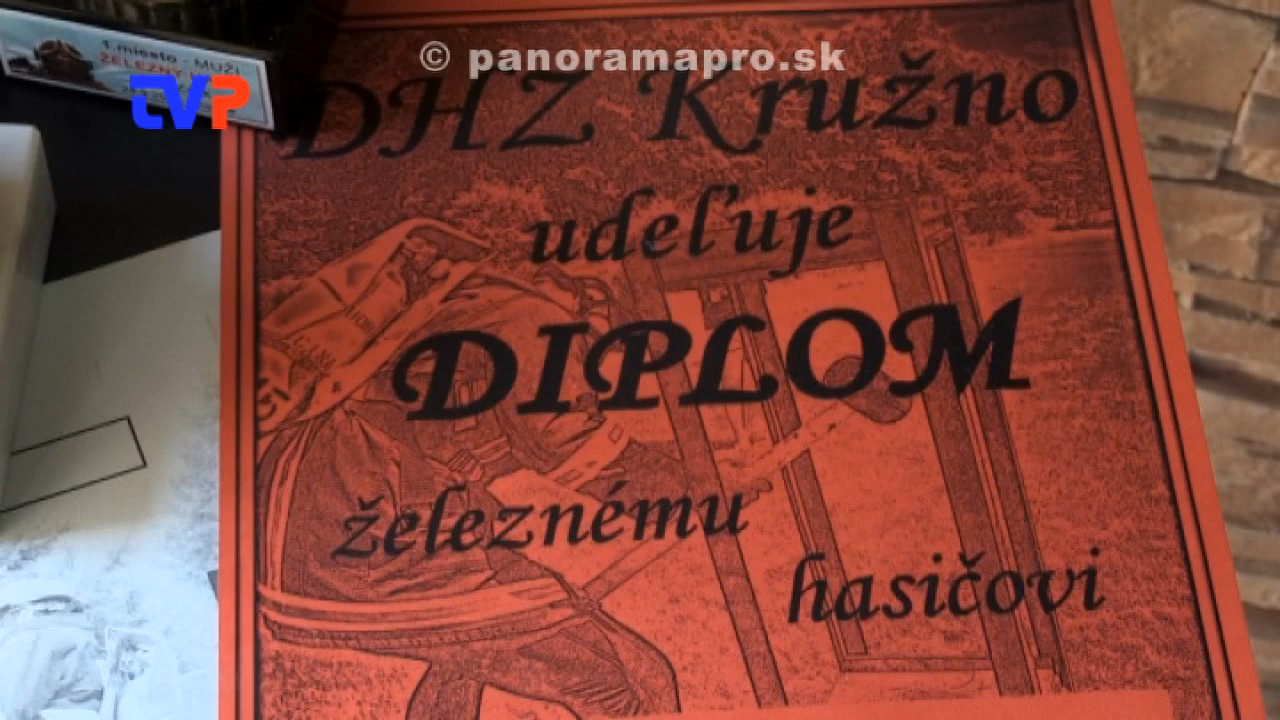 © panoramapro.sk
1.miesto - MUŽI
ŽELEZNÝ
TVP
DHZ Kružno
udeľuje
DIPLOM
železnému
hasičovi